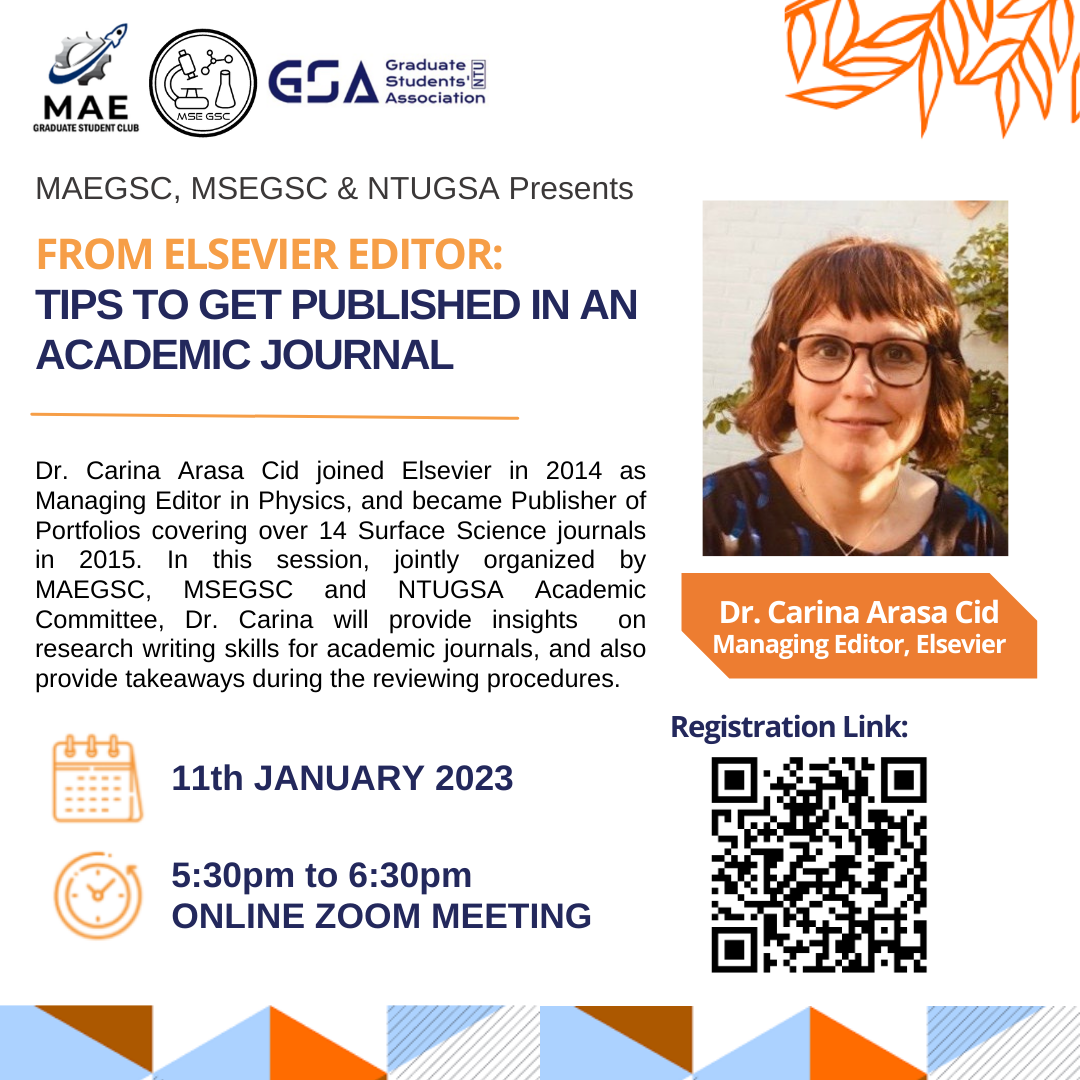 MAE
GRADUATE STUDENT CLUB
MSE GSC
GSA
Graduate
Students'
Association
NTU
MAEGSC, MSEGSC & NTUGSA Presents
FROM ELSEVIER EDITOR:
TIPS TO GET PUBLISHED IN AN
ACADEMIC JOURNAL
Dr. Carina Arasa Cid joined Elsevier in 2014 as
Managing Editor in Physics, and became Publisher of
Portfolios covering over 14 Surface Science journals
in 2015. In this session, jointly organized by
MAEGSC, MSEGSC and NTUGSA Academic
Committee, Dr. Carina will provide insights on
research writing skills for academic journals, and also
provide takeaways during the reviewing procedures.
Dr. Carina Arasa Cid
Managing Editor, Elsevier
Registration Link:
11th JANUARY 2023
5:30pm to 6:30pm
ONLINE ZOOM MEETING